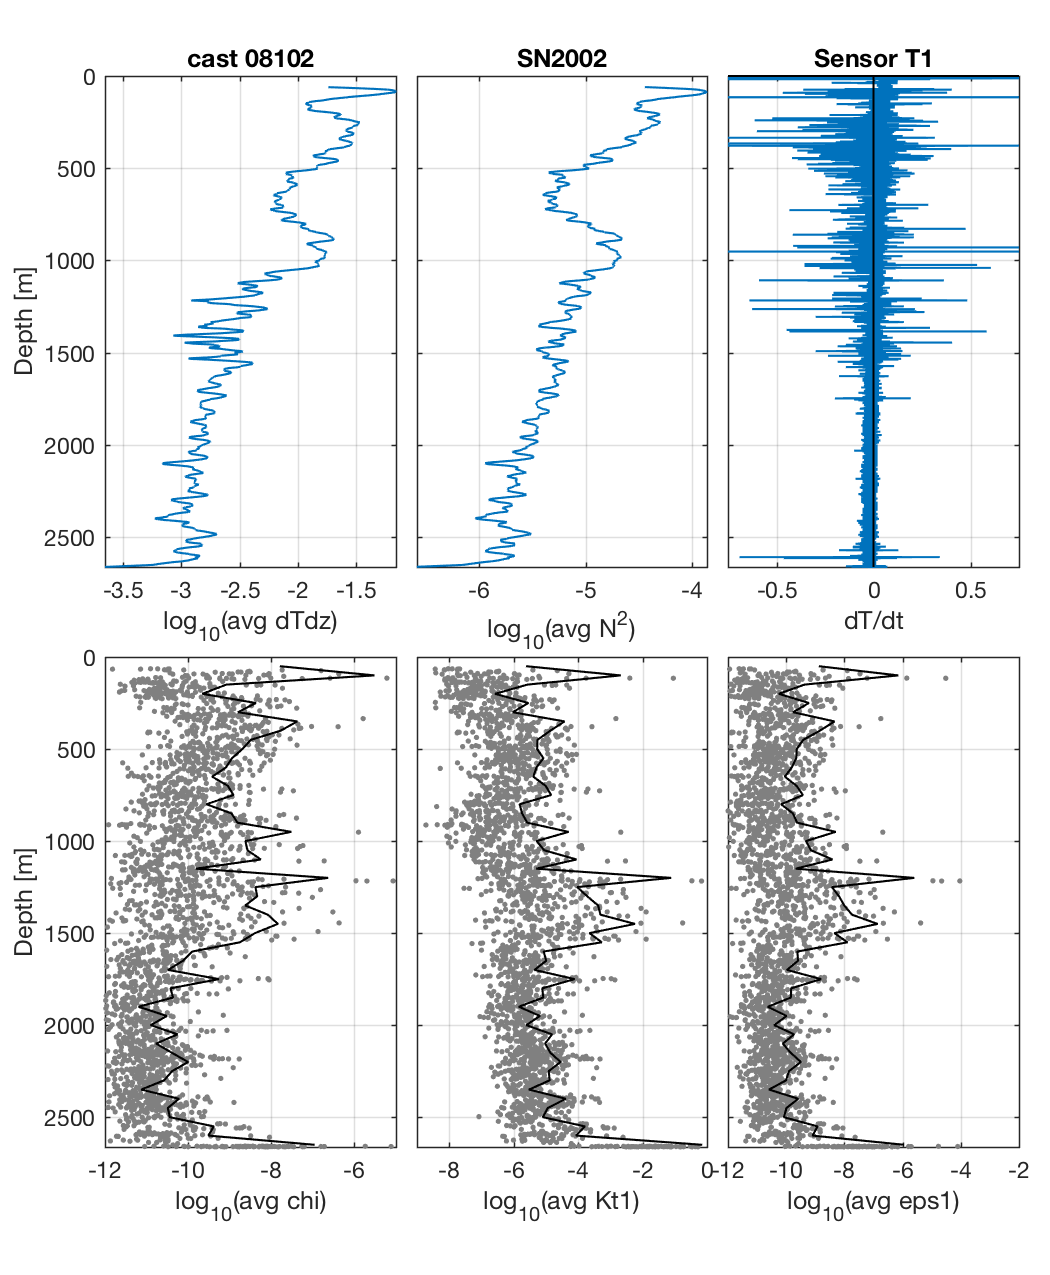 cast 08102 SN2002 Sensor T1
0
500
1000
1500
2000
2500
Depth [m]
-3.5 -3 -2.5 -2 -1.5 -6 -5 -4 -0.5 0 0.5
log10(avg dTdz) log10(avg N2) dT/dt
0
500
1000
1500
2000
2500
Depth [m]
-12 -10 -8 -6 -8 -6 -4 -2 0 -12 -10 -8 -6 -4 -2
log10(avg chi) log10(avg Kt1) log10(avg eps1)